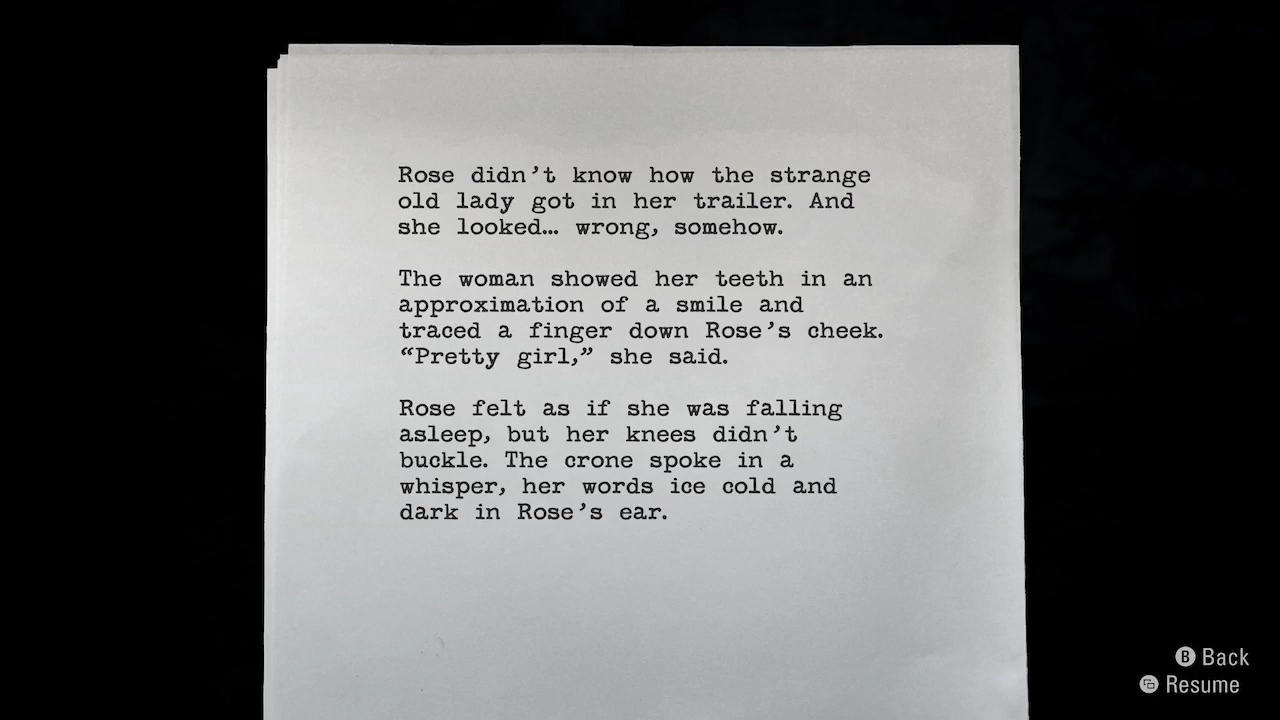 Rose didn’t know how the strange
old lady got in her trailer. And
she looked… wrong, somehow.
The woman showed her teeth in an
approximation of a smile and
traced a finger down Rose’s cheek.
“Pretty girl,” she said.
Rose felt as if she was falling
asleep, but her knees didn’t
buckle. The crone spoke in a
whisper, her words ice cold and
dark in Rose’s ear.
B Back
Resume